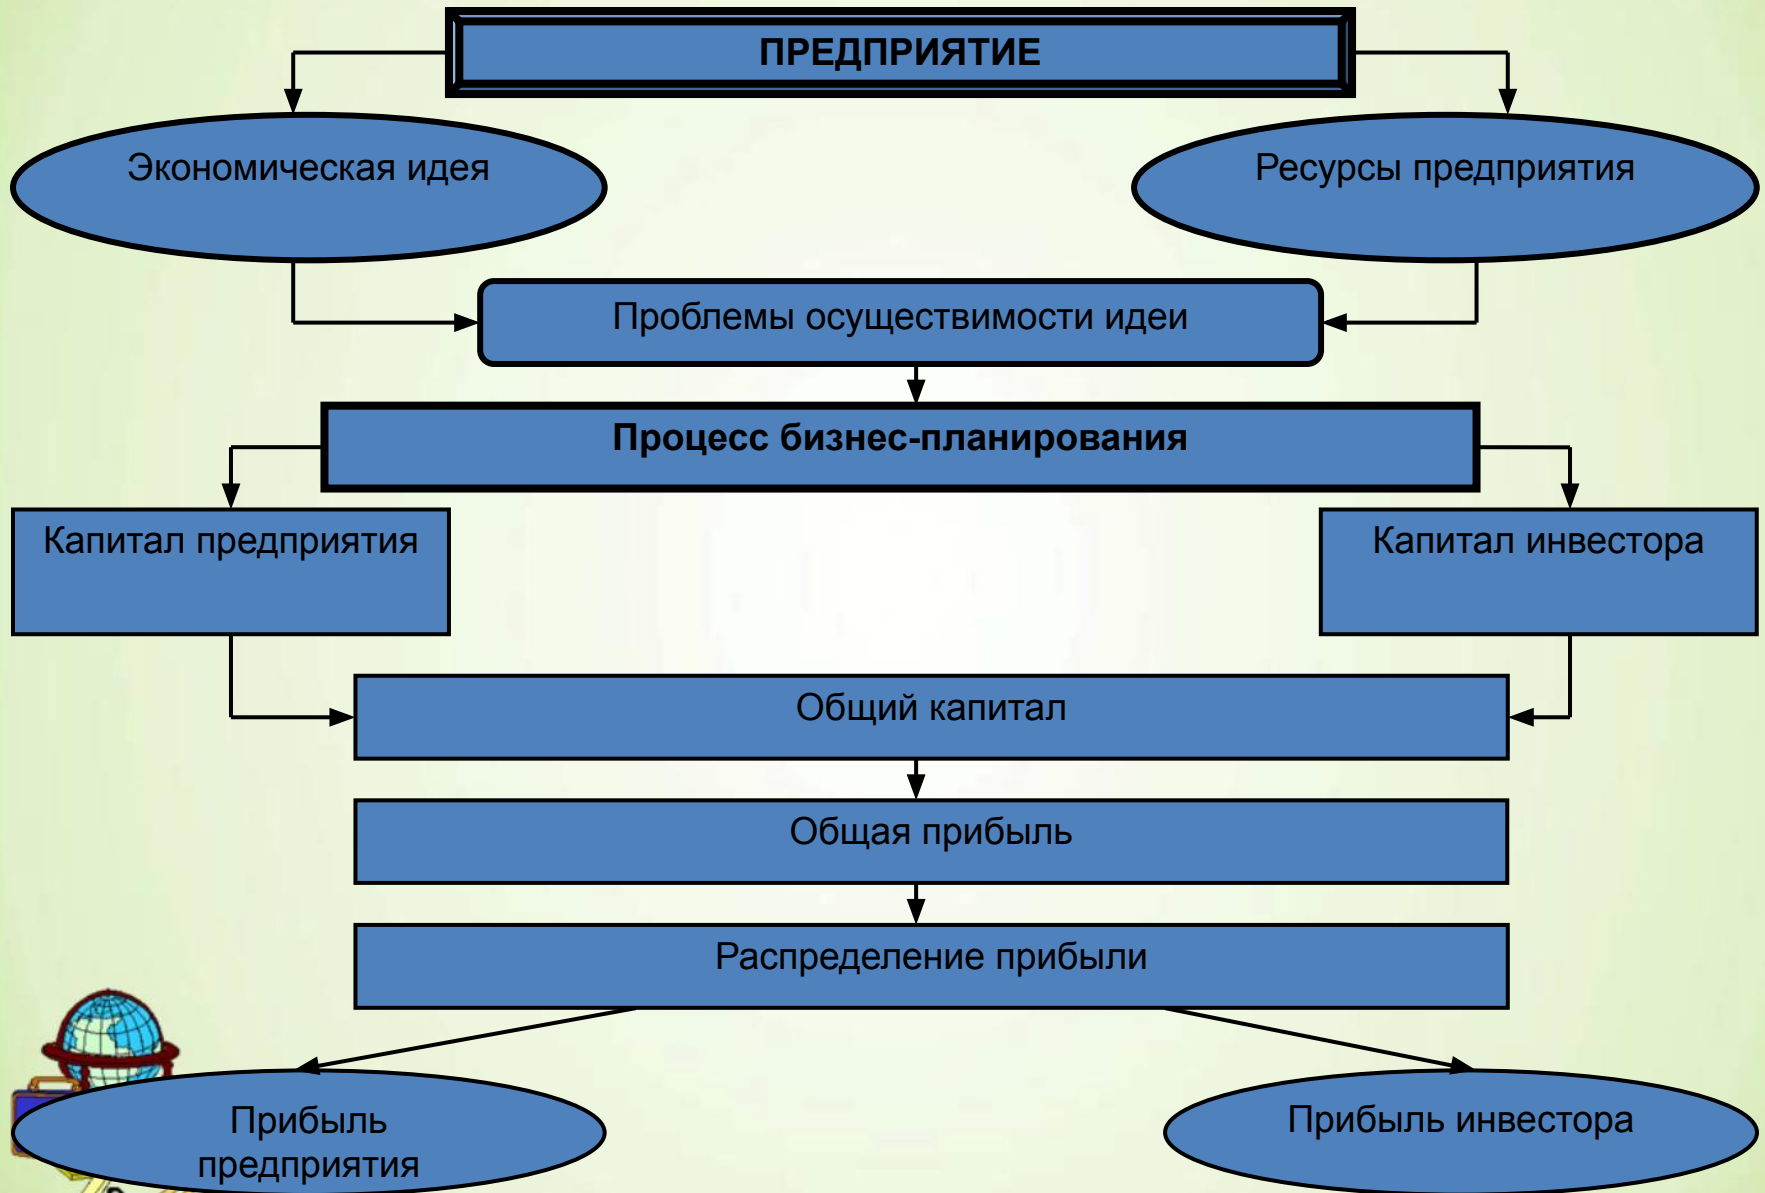 ПРЕДПРИЯТИЕ
Экономическая идея
Ресурсы предприятия
Проблемы осуществимости идеи
Процесс бизнес-планирования
Капитал предприятия
Капитал инвестора
Общий капитал
Общая прибыль
Распределение прибыли
Прибыль
предприятия
Прибыль инвестора